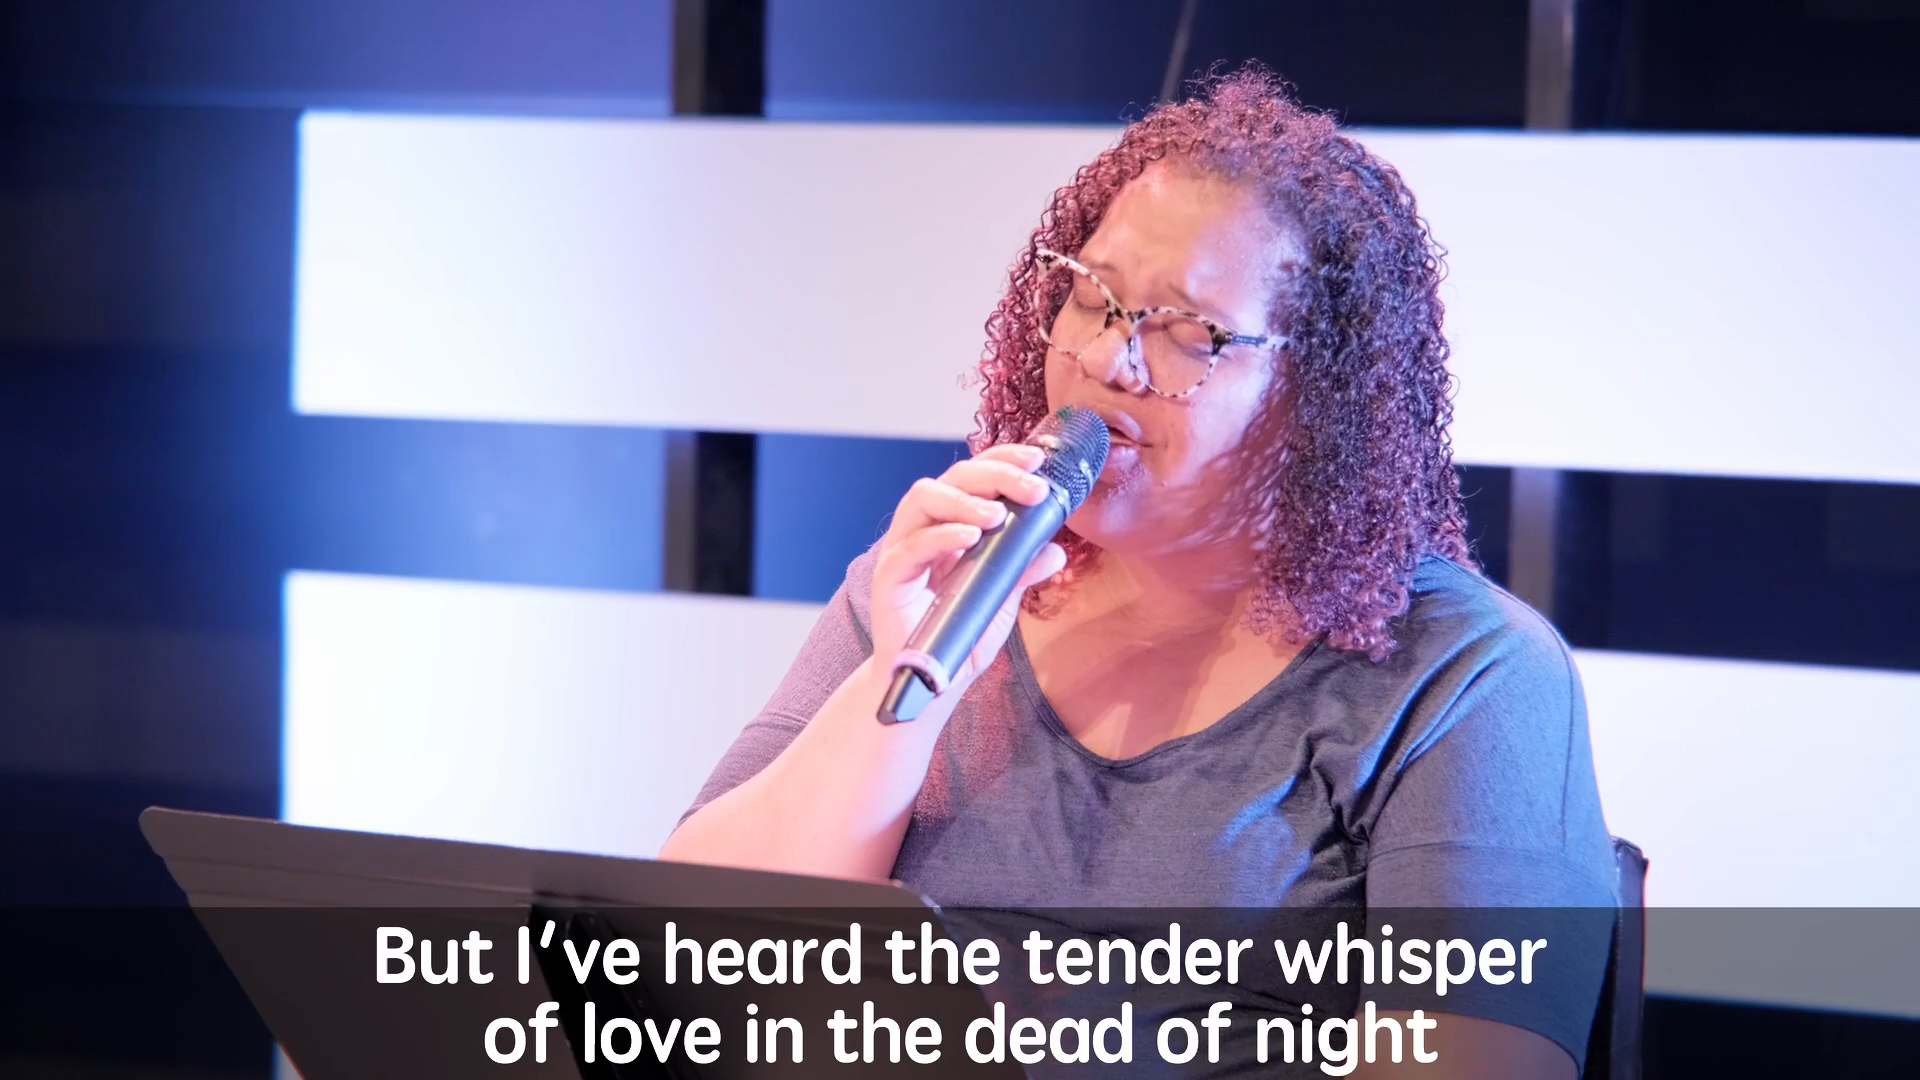 But I've heard the tender whisper
of love in the dead of night